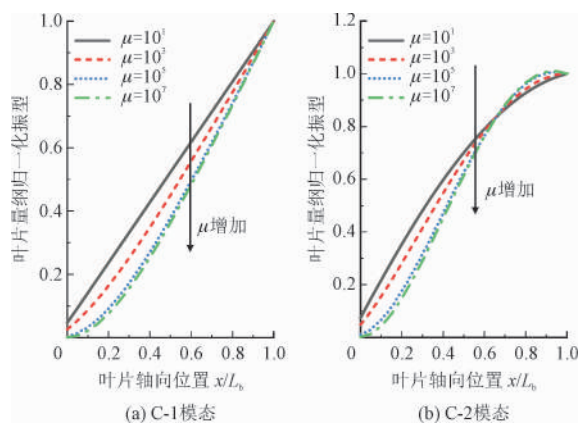 1.0
0.8
0.6
0.4
0.2
0
0.2
0.4
0.6
0.8
1.0
μ=10¹
μ=10³
μ=10⁵
μ=10⁷
μ增加
叶片量纲归一化振型
叶片轴向位置 x/L_b
(a) C-1模态
1.2
1.0
0.8
0.6
0.4
0.2
0
0.2
0.4
0.6
0.8
1.0
μ=10¹
μ=10³
μ=10⁵
μ=10⁷
μ增加
叶片量纲归一化振型
叶片轴向位置 x/L_b
(b) C-2模态